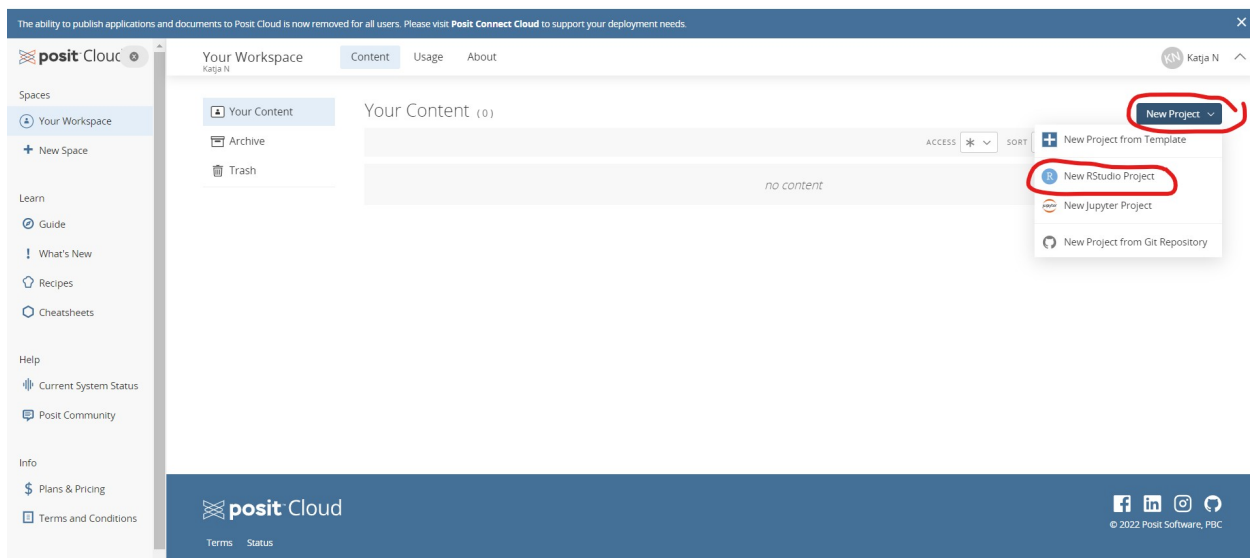 The ability to publish applications and documents to Posit Cloud is now removed for all users. Please visit Posit Connect Cloud to support your deployment needs.
posit Cloud
Spaces
Your Workspace
New Space
Learn
Guide
What's New
Recipes
Cheatsheets
Help
Current System Status
Posit Community
Info
Plans & Pricing
Terms and Conditions
Your Workspace
Katja N
Content Usage About
KN Katja N
Your Content
Archive
Trash
Your Content (0)
New Project
ACCESS SORT
no content
New Project from Template
R New RStudio Project
New Jupyter Project
New Project from Git Repository
posit Cloud
Terms Status
© 2022 Posit Software, PBC